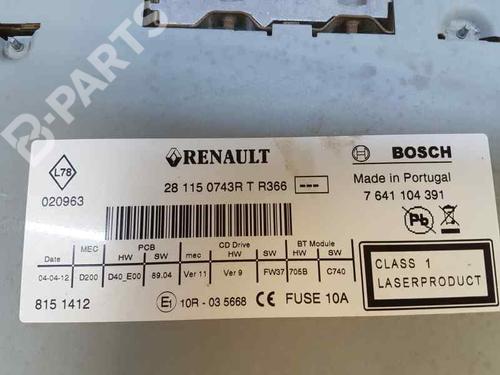 RENAULT
BOSCH
L78
28 115 0743R T R366
Made in Portugal
020963
7 641 104 391
Pb
MEC PCB CD Drive BT Module
Date HW SW mec HW SW HW SW
04-04-12 D200 D40_E00 89.04 Ver 11 Ver 9 FW37 705B C740
CLASS 1
LASERPRODUCT
815 1412
E1 10R - 03 5668 CE FUSE 10A
B-PARTS
B-PARTS